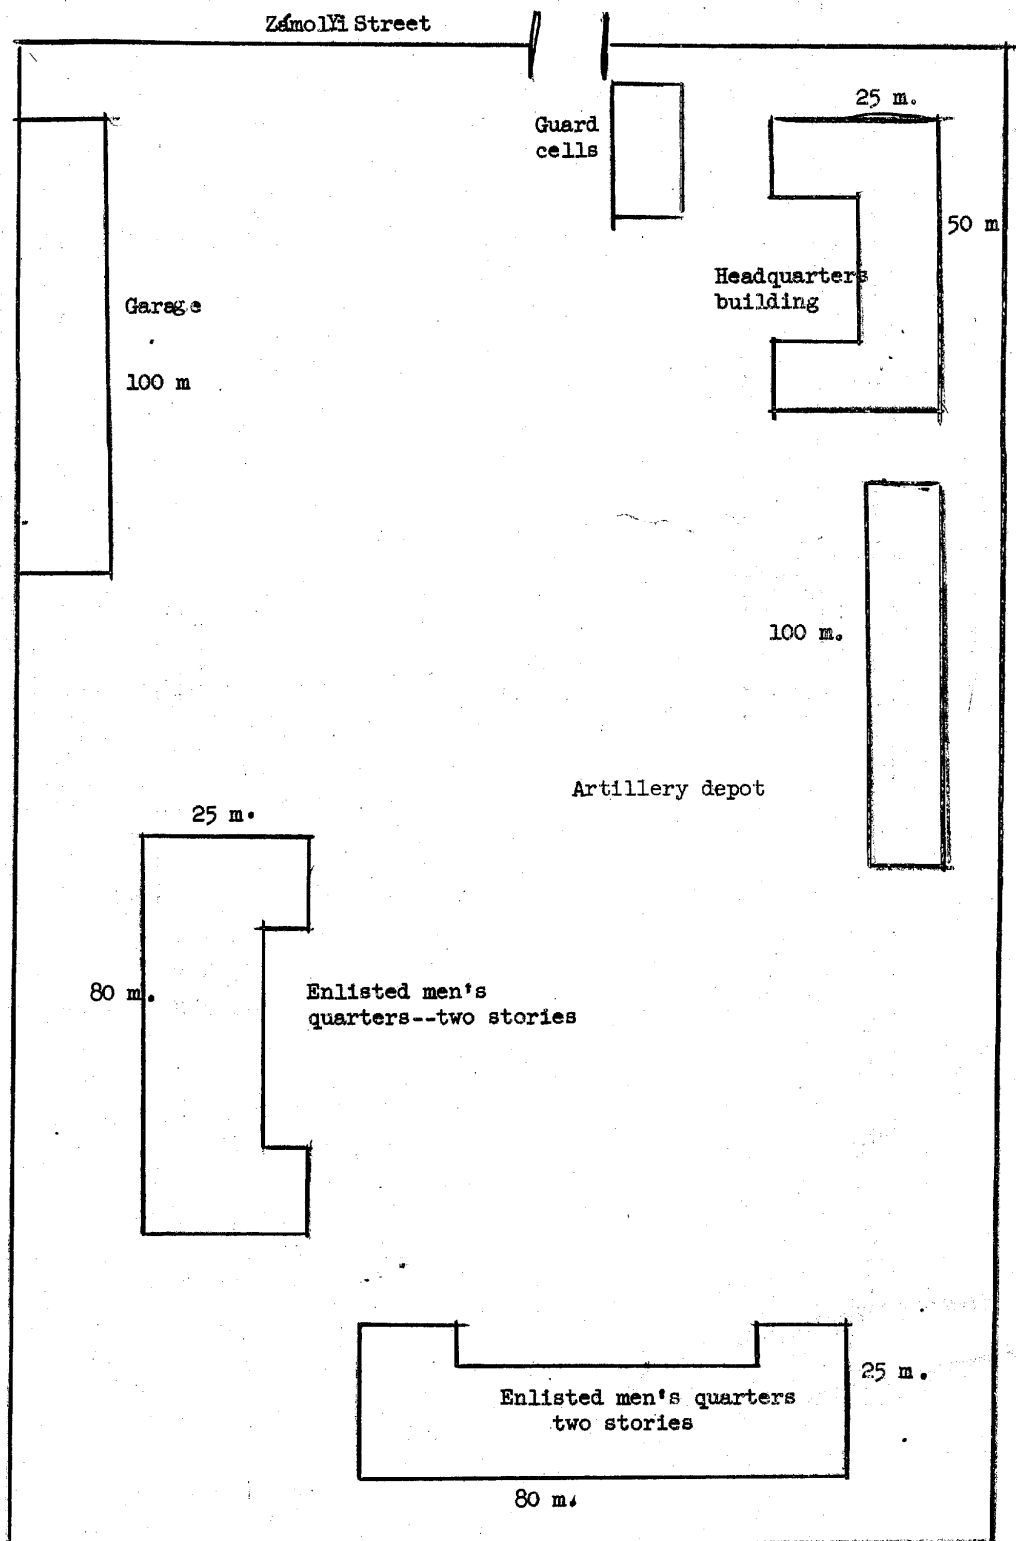 Zámolyi Street
25 m.
Guard
cells
50 m
Headquarters
building
Garage
100 m
100 m.
Artillery depot
25 m.
80 m.
Enlisted men's
quarters--two stories
25 m.
Enlisted men's quarters
two stories
80 m.